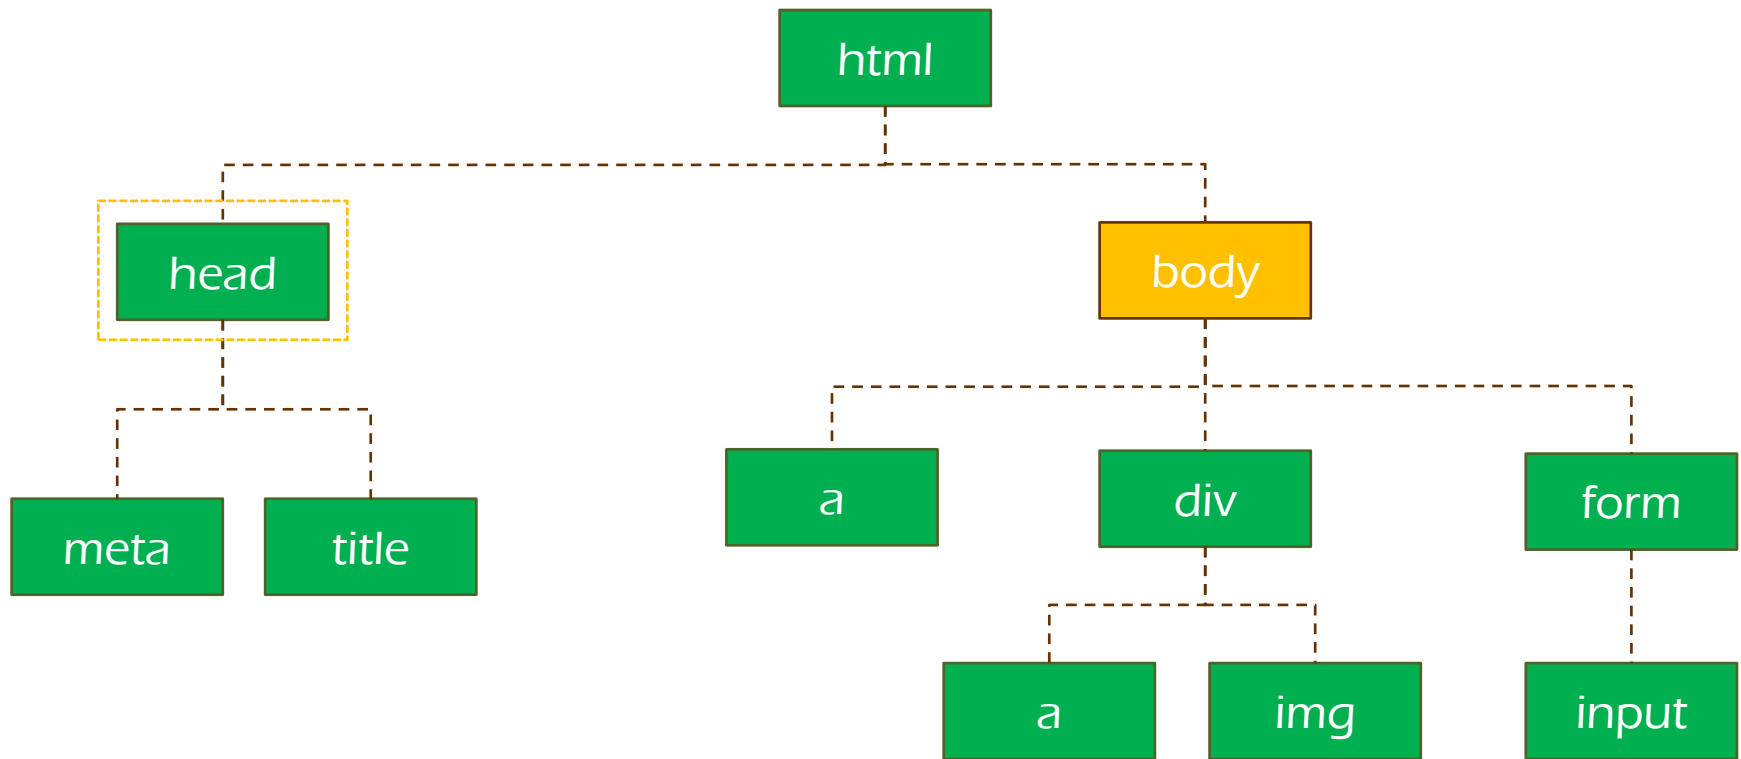 html
head
body
a
div
form
meta
title
a
img
input